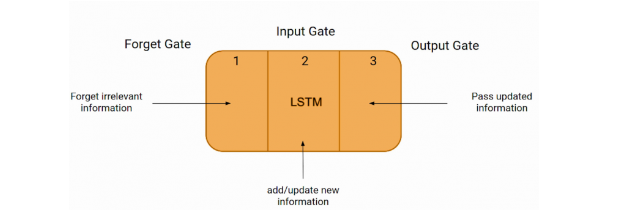 Input Gate
Forget Gate
Output Gate
1
2
3
Forget irrelevant
information
LSTM
Pass updated
information
add/update new
information